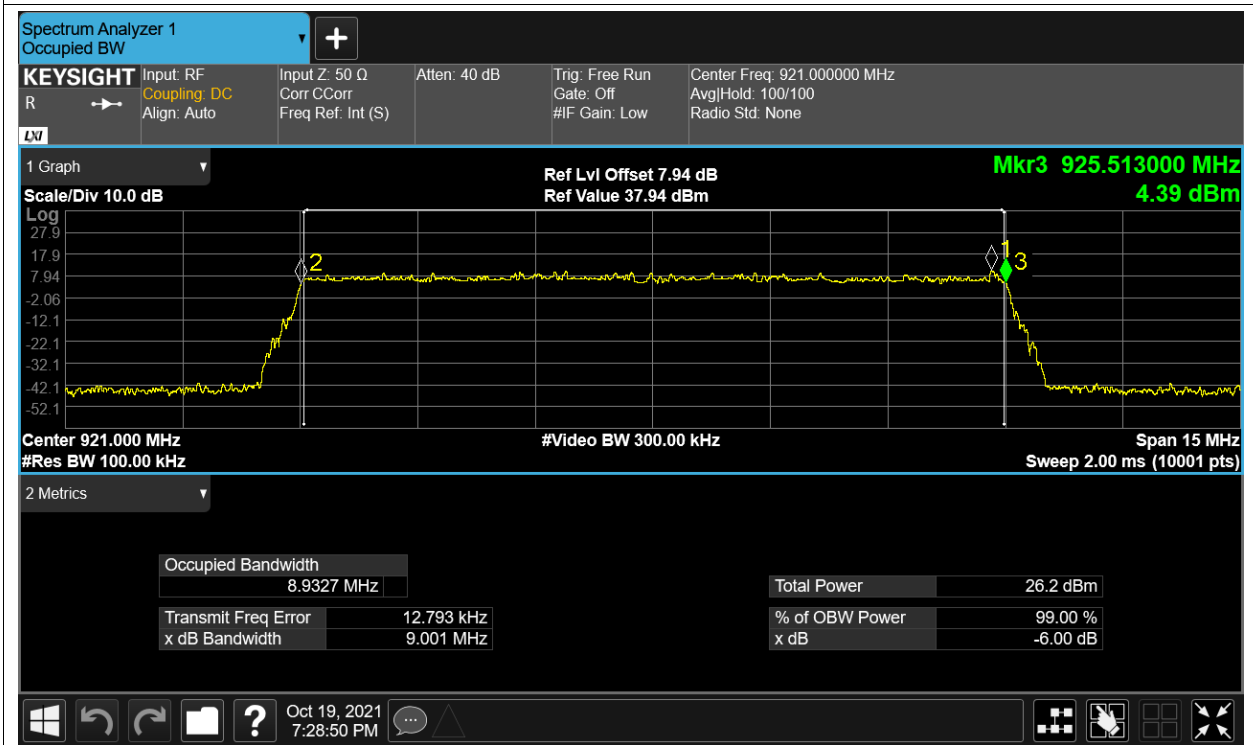 Spectrum Analyzer 1
Occupied BW
KEYSIGHT
R
LXI
Input: RF
Coupling: DC
Align: Auto
Input Z: 50 Ω
Corr CCorr
Freq Ref: Int (S)
Atten: 40 dB
Trig: Free Run
Gate: Off
#IF Gain: Low
Center Freq: 921.000000 MHz
Avg|Hold: 100/100
Radio Std: None
1 Graph
Scale/Div 10.0 dB
Ref Lvl Offset 7.94 dB
Ref Value 37.94 dBm
Mkr3 925.513000 MHz
4.39 dBm
Log
27.9
17.9
7.94
-2.06
-12.1
-22.1
-32.1
-42.1
-52.1
2
1
3
Center 921.000 MHz
#Video BW 300.00 kHz
Span 15 MHz
#Res BW 100.00 kHz
Sweep 2.00 ms (10001 pts)
2 Metrics
Occupied Bandwidth
8.9327 MHz
Total Power 26.2 dBm
Transmit Freq Error 12.793 kHz
% of OBW Power 99.00 %
x dB Bandwidth 9.001 MHz
x dB -6.00 dB
?
Oct 19, 2021
7:28:50 PM